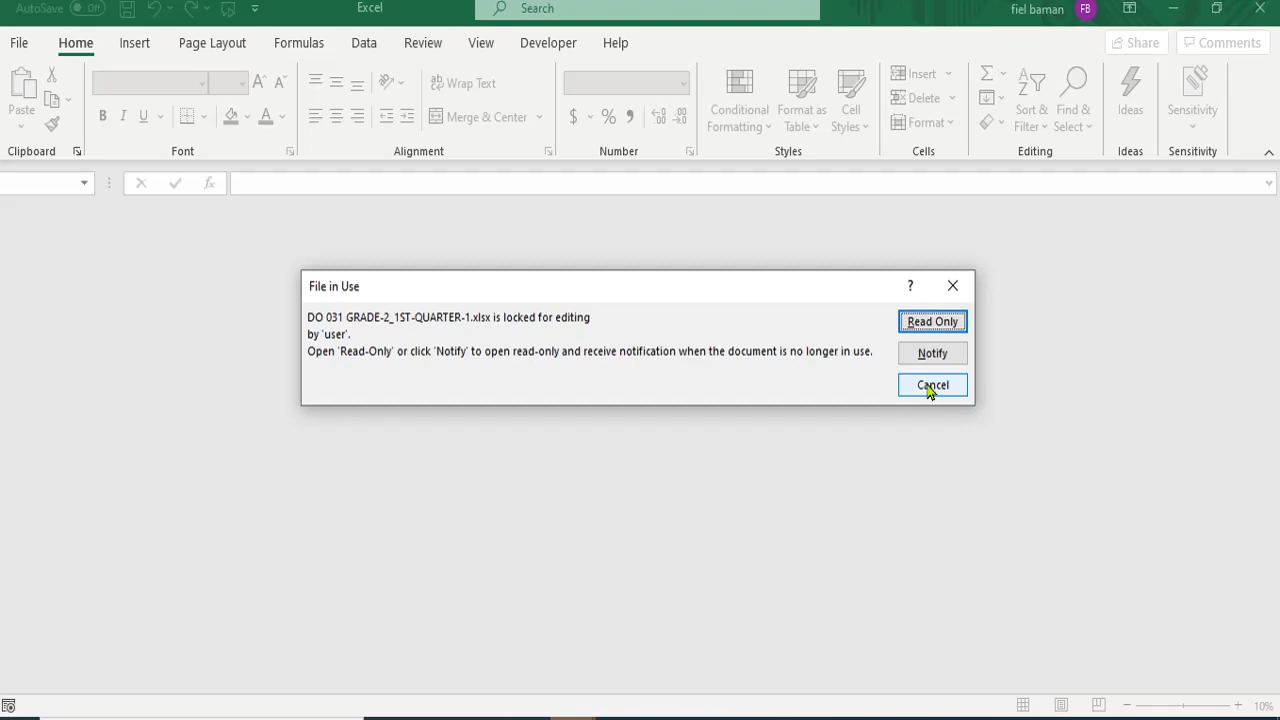 AutoSave Off Excel Search fiel baman FB
File Home Insert Page Layout Formulas Data Review View Developer Help Share Comments
Paste
Wrap Text
Merge & Center
Conditional
Formatting
Format as
Table
Cell
Styles
Insert
Delete
Format
Sort &
Filter
Find &
Select
Ideas
Sensitivity
B I U A $ % 9
Clipboard Font Alignment Number Styles Cells Editing Ideas Sensitivity
fx
File in Use ?
DO 031 GRADE-2_1ST-QUARTER-1.xlsx is locked for editing
by 'user'.
Open 'Read-Only' or click 'Notify' to open read-only and receive notification when the document is no longer in use.
Read Only
Notify
Cancel
10%